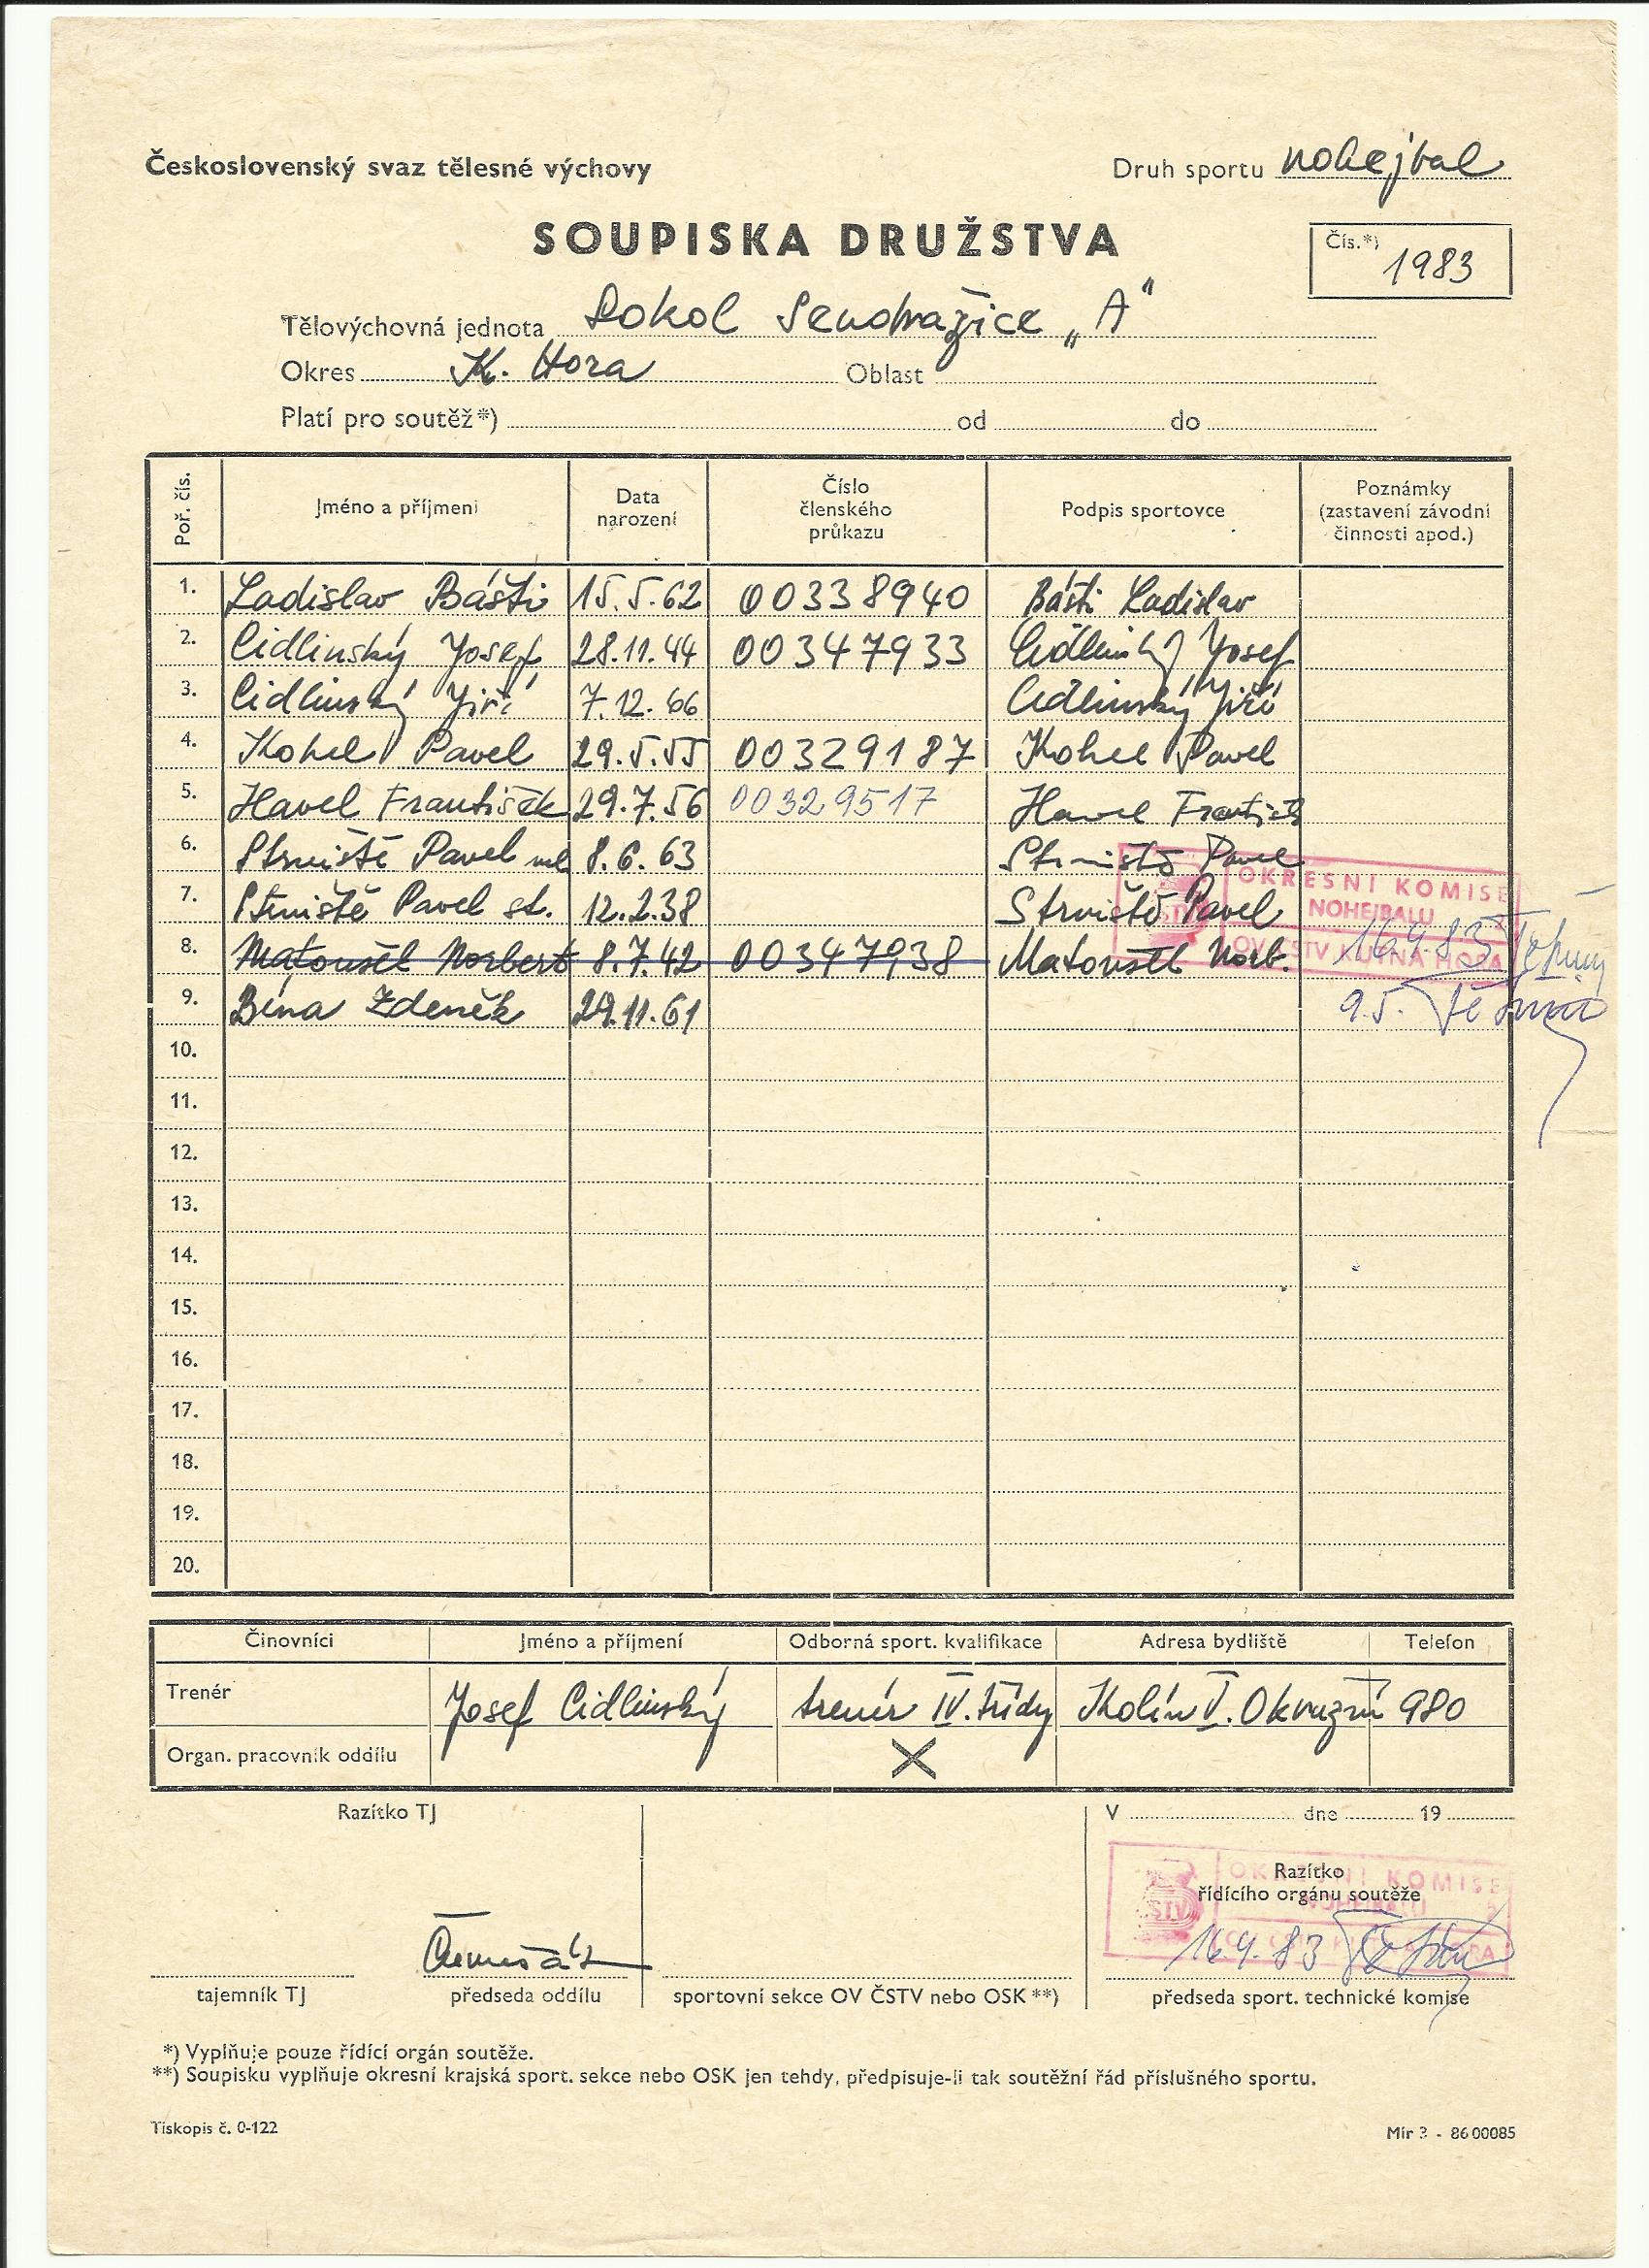 Československý svaz tělesné výchovy
Druh sportu nohejbal
SOUPISKA DRUŽSTVA
Čís.*) 1983
Tělovýchovná jednota Sokol Sendražice „A"
Okres K. Hora Oblast
Platí pro soutěž*) od do
Poř. čís. Jméno a příjmení Data narození Číslo členského průkazu Podpis sportovce Poznámky (zastavení závodní činnosti apod.)
1. Ladislav Bášti 15.5.62 00338940 Bášti Ladislav
2. Cidlinský Josef 28.11.44 00347933 Cidlinský Josef
3. Cidlinský Jiří 7.12.66 Cidlinský Jiří
4. Kohel Pavel 29.5.55 00329187 Kohel Pavel
5. Havel František 29.7.56 00329517 Havel František
6. Strniště Pavel ml 8.6.63 Strniště Pavel
7. Strniště Pavel st. 12.2.38 Strniště Pavel
8. Matoušek Norbert 8.7.42 00347938 Matoušek Norb.
OKRESNÍ KOMISE
NOHEJBALU
OV ČSTV KUTNÁ HORA
16.4.83
9. Bína Zdeněk 29.11.61 9.5.
10.
11.
12.
13.
14.
15.
16.
17.
18.
19.
20.
Činovníci Jméno a příjmení Odborná sport. kvalifikace Adresa bydliště Telefon
Trenér Josef Cidlinský trenér IV. třídy Kolín V. Okružní 980
Organ. pracovník oddílu X
Razítko TJ V dne 19
OKRESNÍ KOMISE
NOHEJBALU
Razítko
řídícího orgánu soutěže
16.4.83
tajemník TJ předseda oddílu sportovní sekce OV ČSTV nebo OSK **) předseda sport. technické komise
*) Vyplňuje pouze řídící orgán soutěže.
**) Soupisku vyplňuje okresní krajská sport. sekce nebo OSK jen tehdy, předpisuje-li tak soutěžní řád příslušného sportu.
Tiskopis č. 0-122
Mír 3 - 86 00085